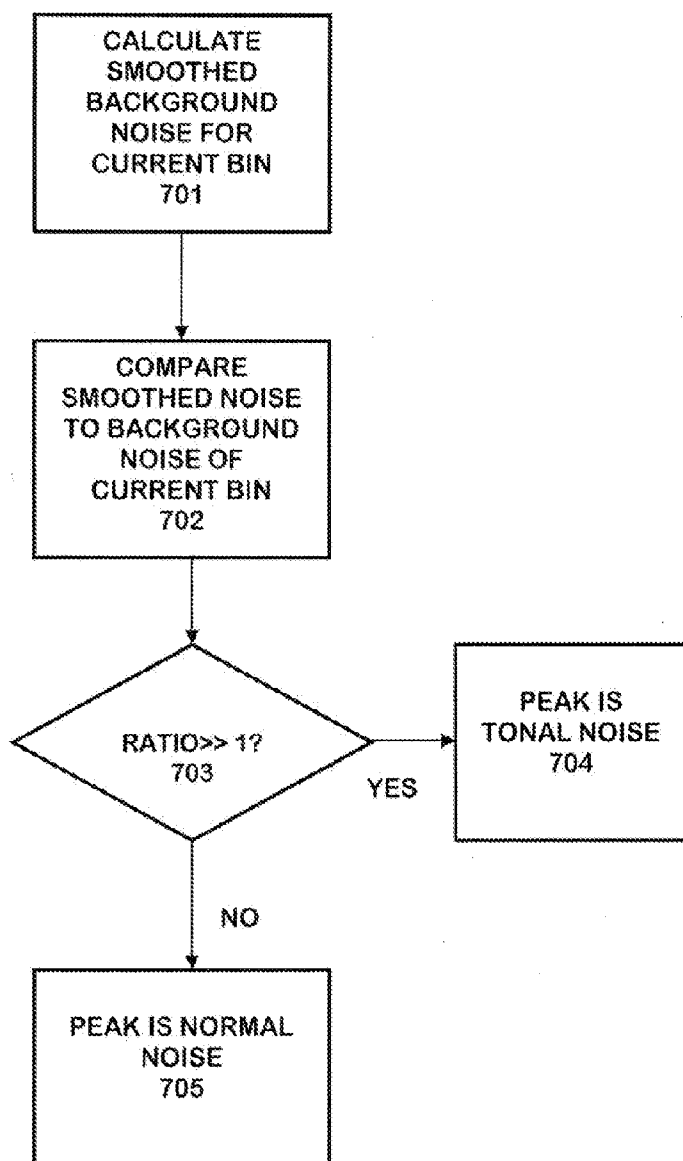 CALCULATE
SMOOTHED
BACKGROUND
NOISE FOR
CURRENT BIN
701
COMPARE
SMOOTHED NOISE
TO BACKGROUND
NOISE OF
CURRENT BIN
702
RATIO>> 1?
703
YES
PEAK IS
TONAL NOISE
704
NO
PEAK IS NORMAL
NOISE
705